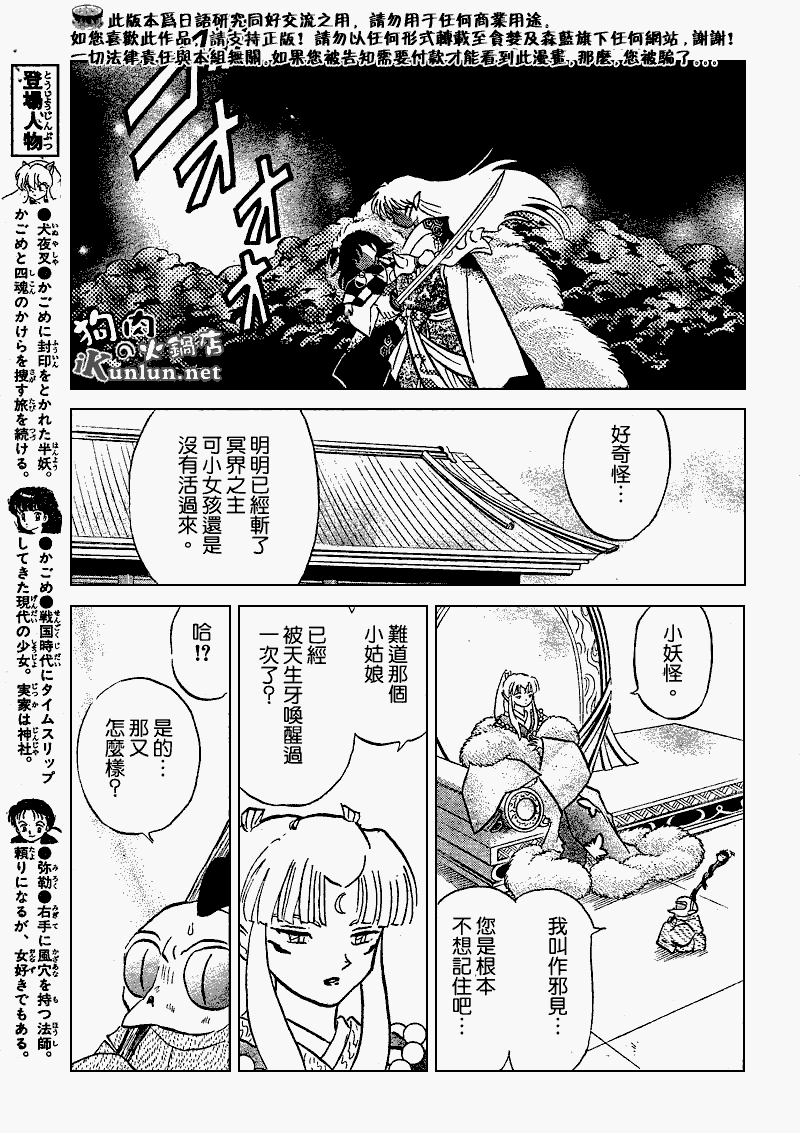 此版本爲日語研究同好交流之用，請勿用于任何商業用途。
如您喜歡此作品，請支持正版！請勿以任何形式轉載至貪婪及森藍旗下任何網站，謝謝！
一切法律責任與本組無關。如果您被告知需要付款才能看到此漫畫，那麼，您被騙了...
ゴオオオ
狗肉の火鍋店
iKunlun.net
好奇怪…
明明已經斬了
冥界之主
可小女孩還是
沒有活過來。
小妖怪。
我叫作邪見…
您是根本
不想記住吧…
難道那個
小姑娘
已經
被天生牙喚醒過
一次了？
哈!?
是的…
那又
怎麼樣？
登場人物
とうじょうじんぶつ
●犬夜叉●かごめに封印をとかれた半妖。
かごめと四魂のかけらを捜す旅を続ける。
●かごめ●戦国時代にタイムスリップ
してきた現代の少女。実家は神社。
●弥勒●右手に風穴を持つ法師。
頼りになるが、女好きでもある。